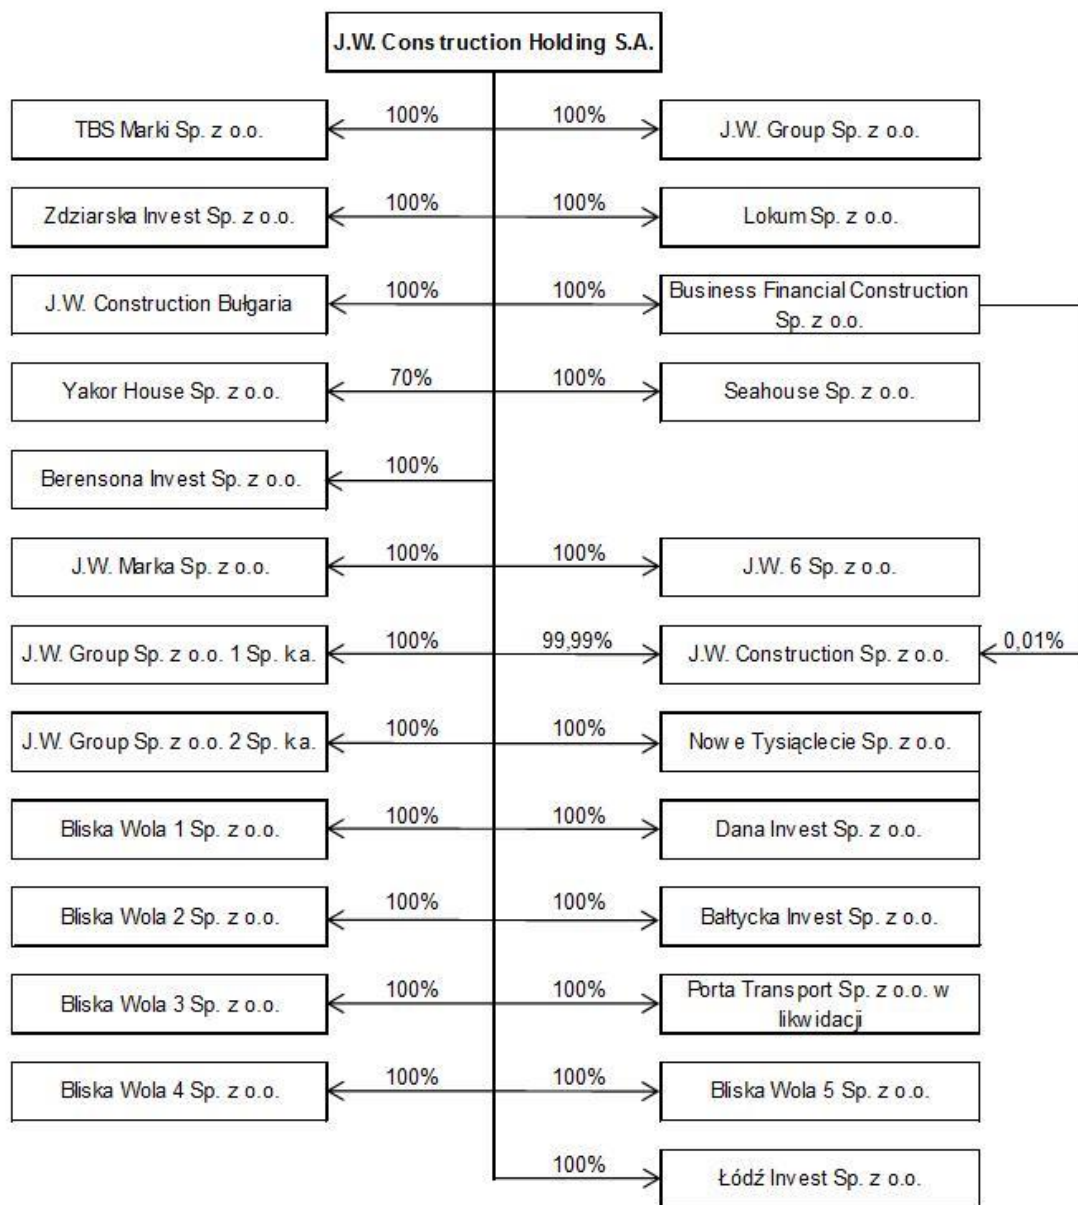 J.W. Construction Holding S.A.
100%
100%
TBS Marki Sp. z o.o.
J.W. Group Sp. z o.o.
100%
100%
Zdziarska Invest Sp. z o.o.
Lokum Sp. z o.o.
100%
100%
J.W. Construction Bułgaria
Business Financial Construction
Sp. z o.o.
70%
100%
Yakor House Sp. z o.o.
Seahouse Sp. z o.o.
100%
Berensona Invest Sp. z o.o.
100%
100%
J.W. Marka Sp. z o.o.
J.W. 6 Sp. z o.o.
100%
99,99%
0,01%
J.W. Group Sp. z o.o. 1 Sp. k.a.
J.W. Construction Sp. z o.o.
100%
100%
J.W. Group Sp. z o.o. 2 Sp. k.a.
Nowe Tysiąclecie Sp. z o.o.
100%
100%
Bliska Wola 1 Sp. z o.o.
Dana Invest Sp. z o.o.
100%
100%
Bliska Wola 2 Sp. z o.o.
Bałtycka Invest Sp. z o.o.
100%
100%
Bliska Wola 3 Sp. z o.o.
Porta Transport Sp. z o.o. w
likwidacji
100%
100%
Bliska Wola 4 Sp. z o.o.
Bliska Wola 5 Sp. z o.o.
100%
Łódź Invest Sp. z o.o.